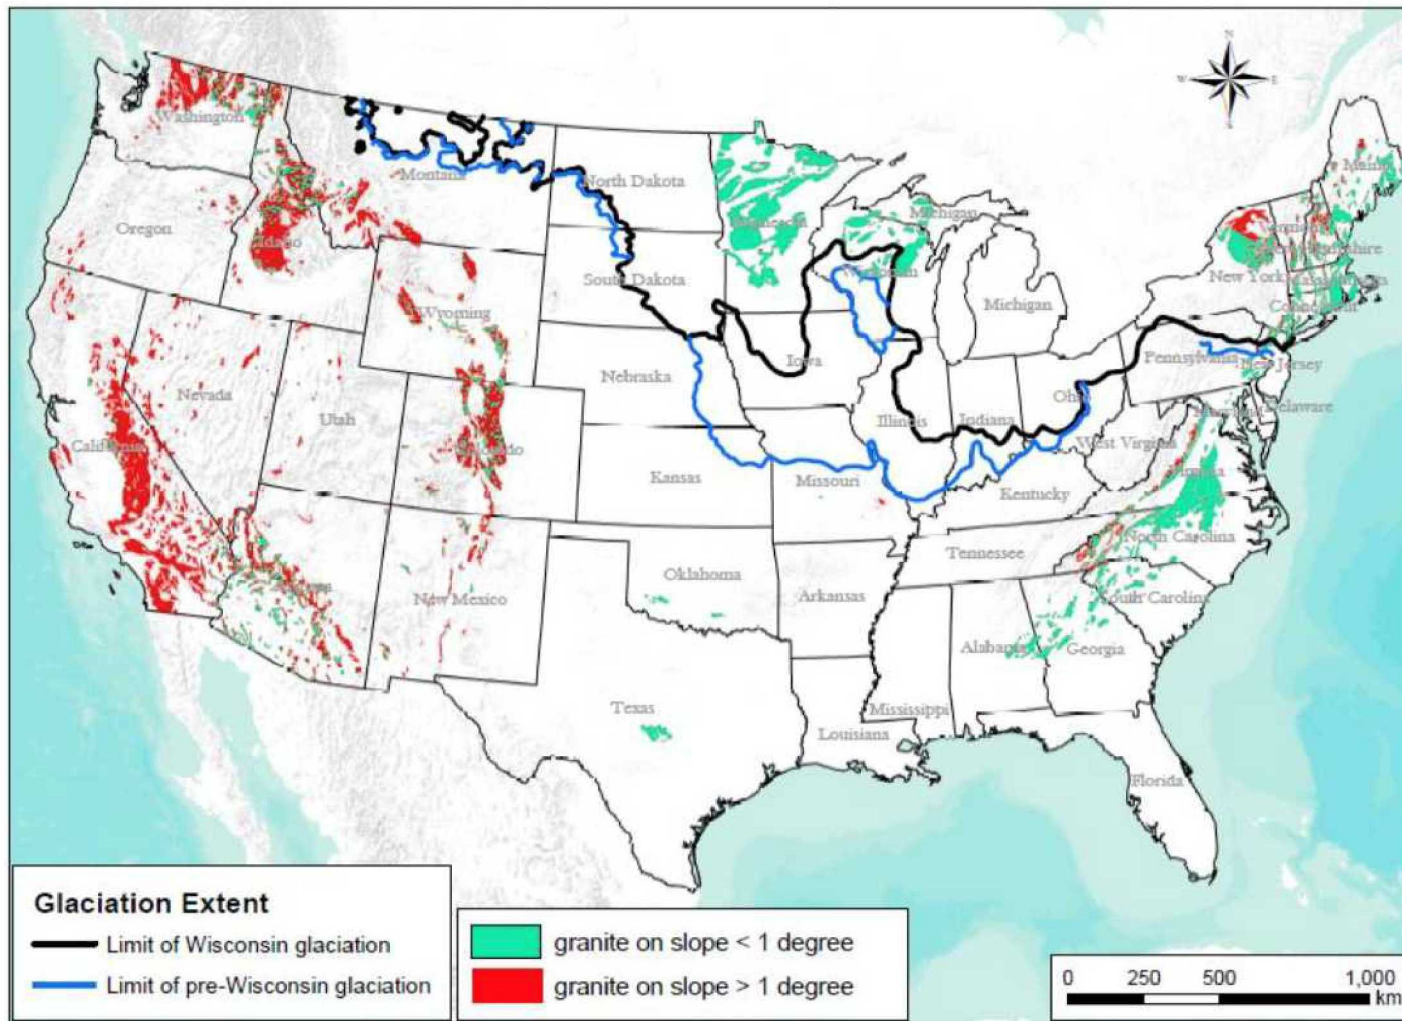 N
W
E
S
Washington
Montana
North Dakota
Maine
Oregon
Idaho
Michigan
Vermont
South Dakota
Wisconsin
New York
Wyoming
Michigan
Iowa
Pennsylvania
New Jersey
Nebraska
Nevada
Utah
Illinois
Indiana
Ohio
Delaware
California
Colorado
West Virginia
Kansas
Missouri
Kentucky
Virginia
North Carolina
Tennessee
Oklahoma
Arkansas
New Mexico
South Carolina
Alabama
Georgia
Texas
Mississippi
Louisiana
Florida
Glaciation Extent
Limit of Wisconsin glaciation
Limit of pre-Wisconsin glaciation
granite on slope < 1 degree
granite on slope > 1 degree
0 250 500 1,000
km